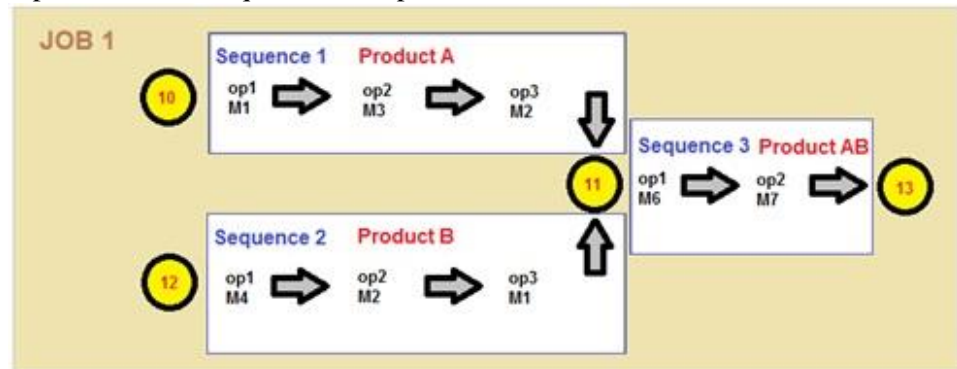 JOB 1
Sequence 1 Product A
10
op1 op2 op3
M1 M3 M2
Sequence 3 Product AB
11
op1 op2
M6 M7
13
Sequence 2 Product B
12
op1 op2 op3
M4 M2 M1